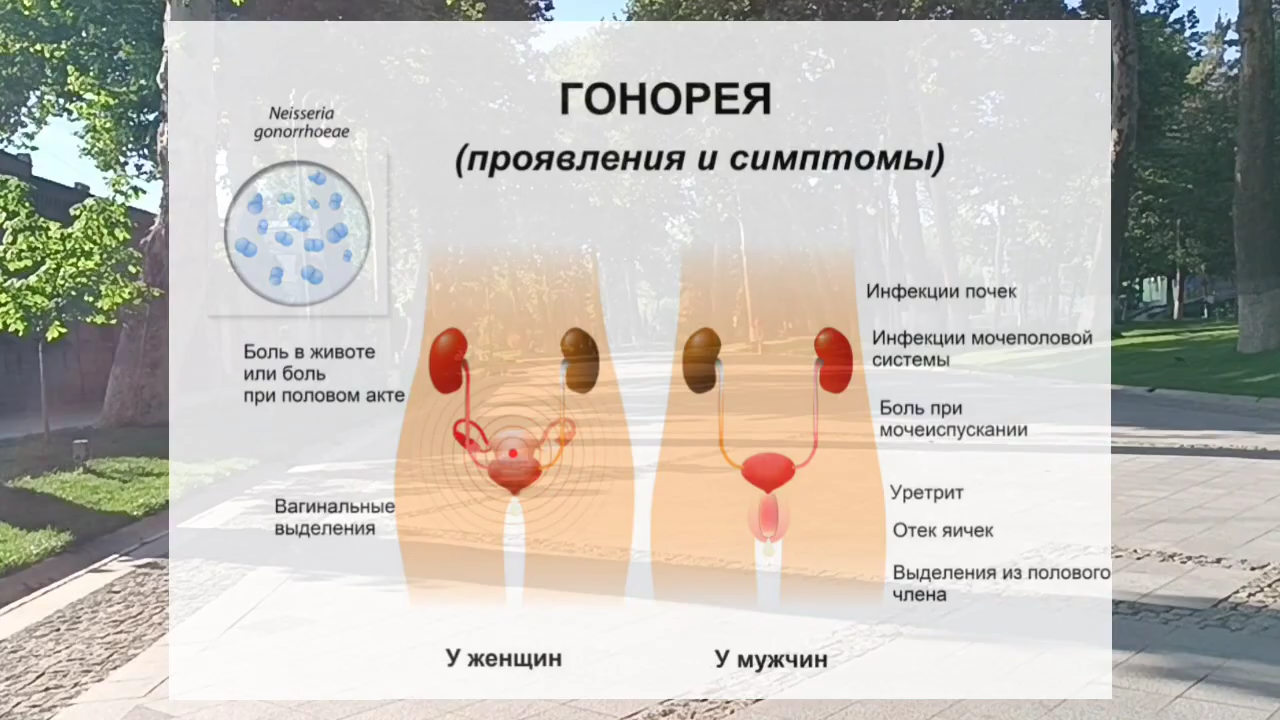 ГОНОРЕЯ
(проявления и симптомы)
Neisseria
gonorrhoeae
Боль в животе
или боль
при половом акте
Вагинальные
выделения
Инфекции почек
Инфекции мочеполовой
системы
Боль при
мочеиспускании
Уретрит
Отек яичек
Выделения из полового
члена
У женщин
У мужчин